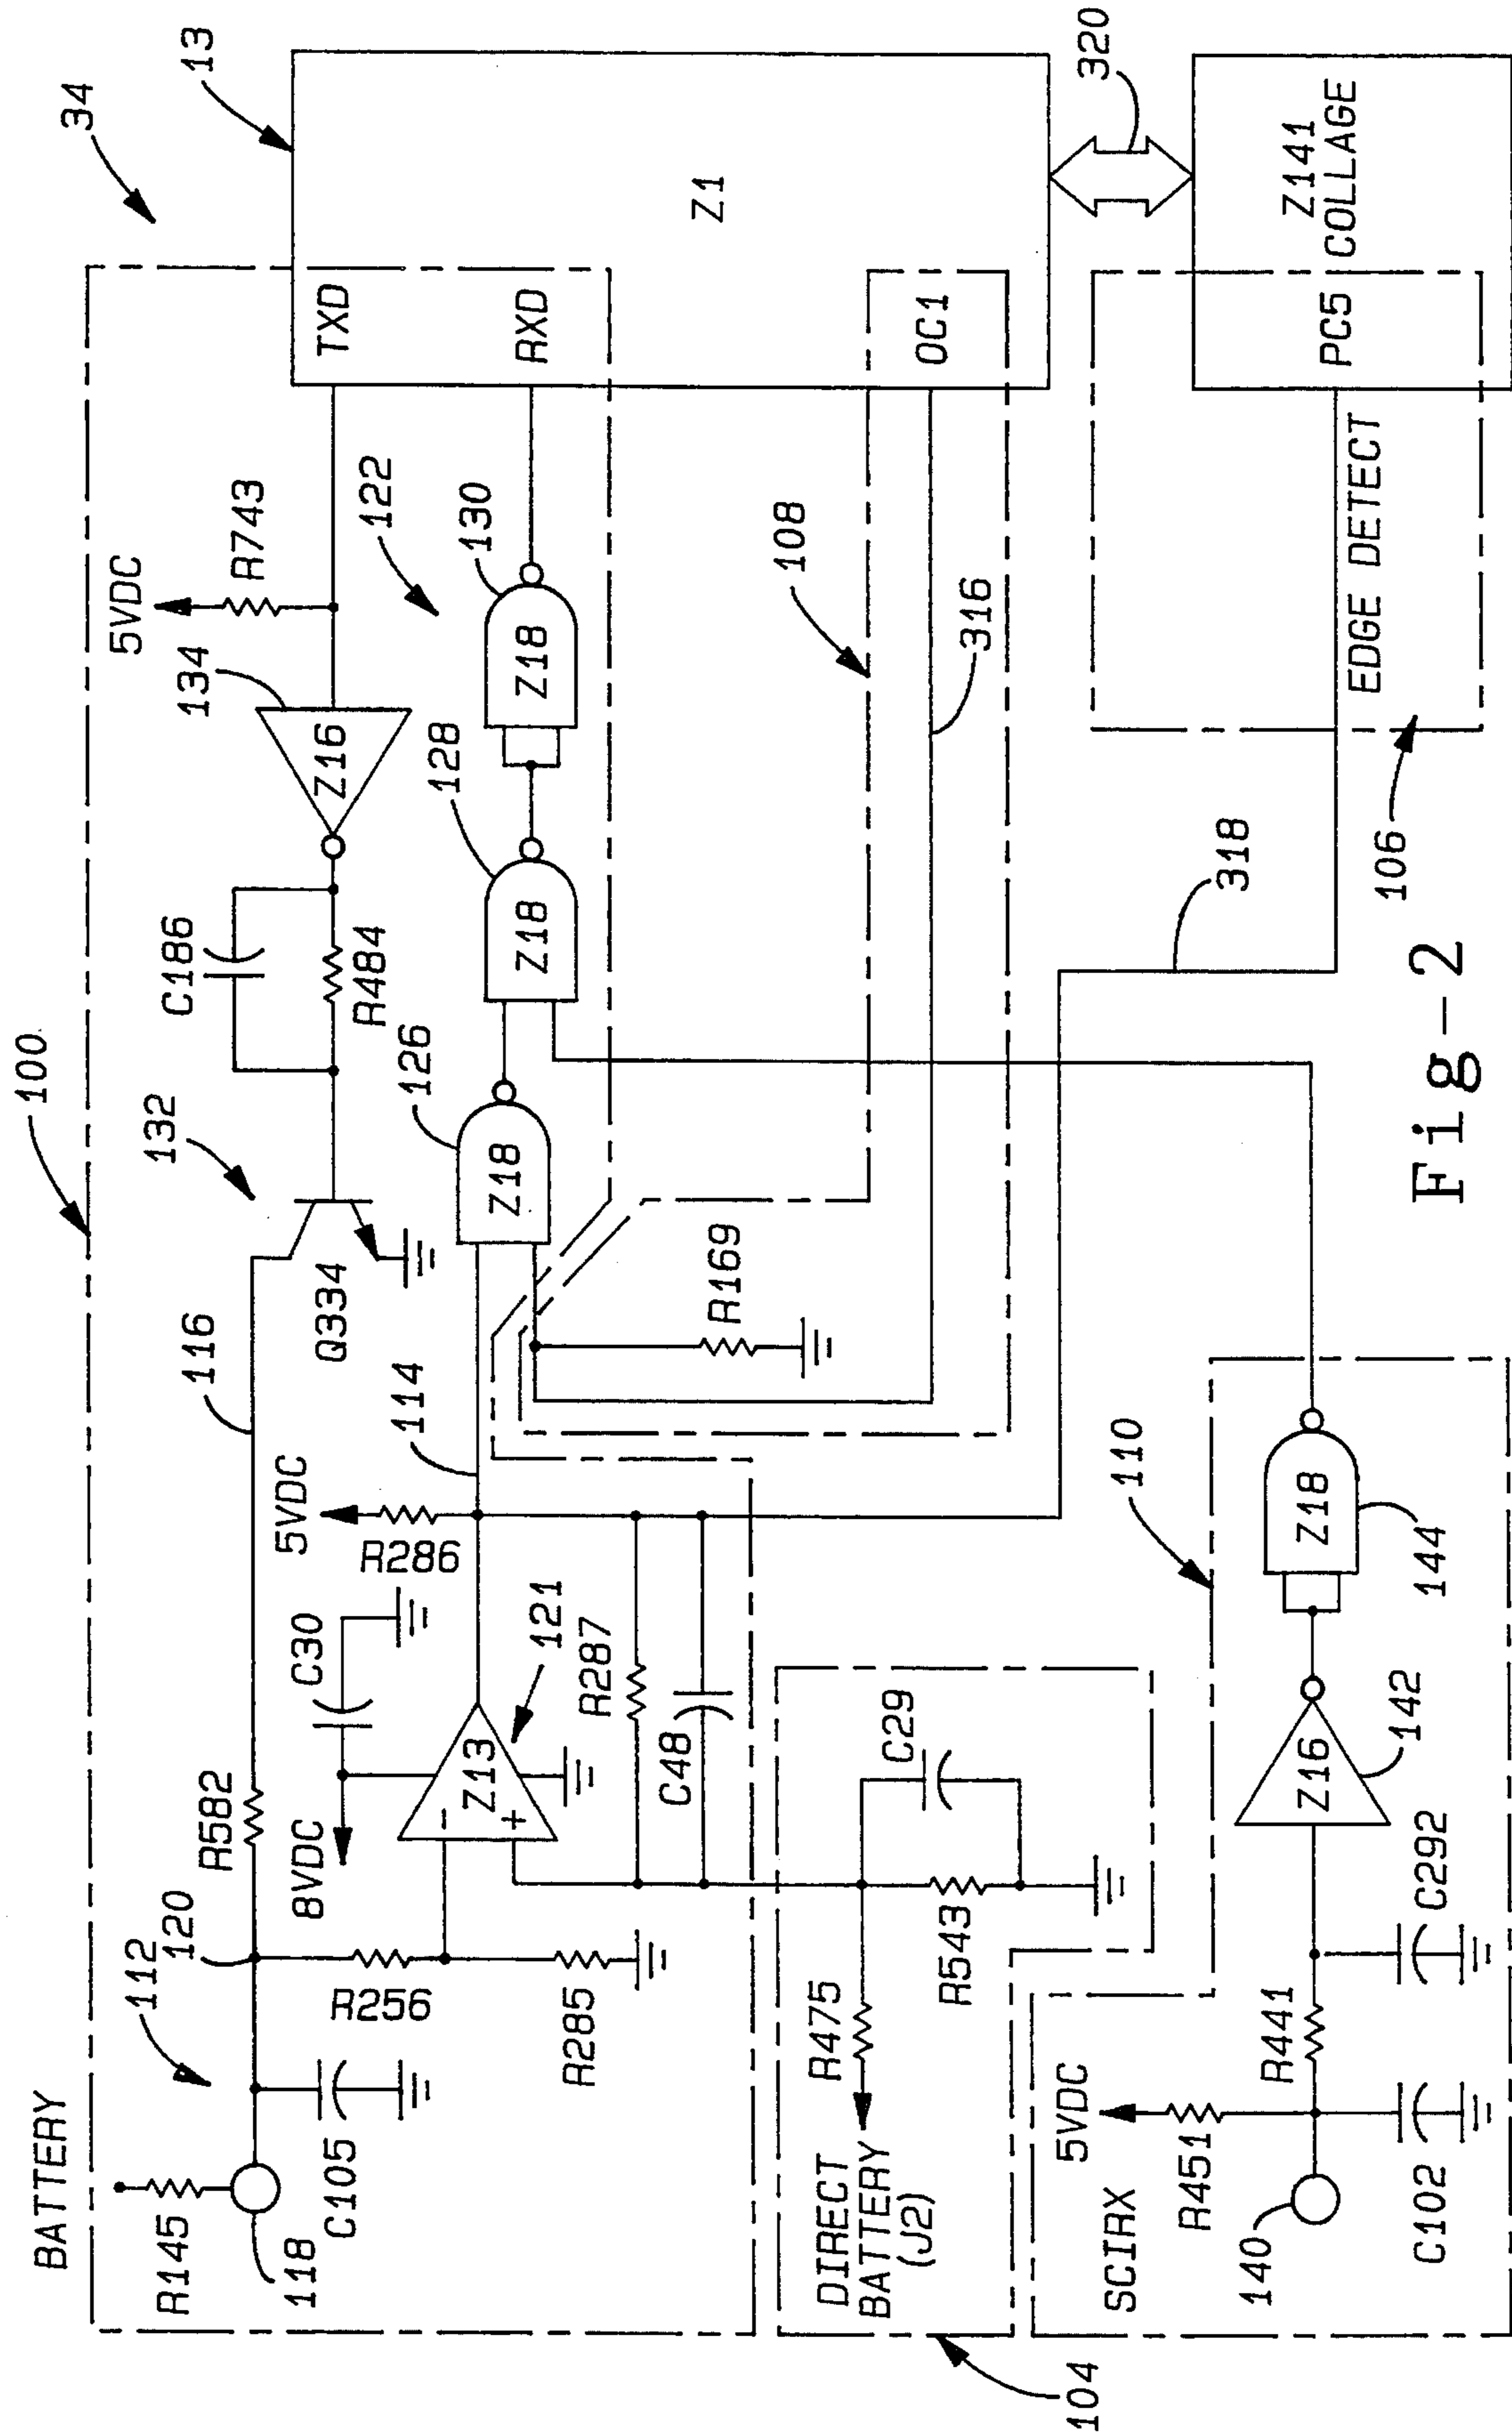 34
13
100
BATTERY
R145
118
C105
112
120
R582
116
R256
R285
8VDC
C30
Z13
-
+
121
5VDC
R286
R287
C48
114
132
Q334
C186
R484
134
Z16
5VDC
R743
TXD
RXD
Z1
OC1
126
Z18
128
Z18
130
Z18
122
R169
108
316
DIRECT
BATTERY
(J2)
R475
R543
C29
104
320
Z141
COLLAGE
PC5
EDGE DETECT
106
318
SCIRX
5VDC
R451
R441
140
C102
C292
Z16
142
Z18
144
110
Fig-2